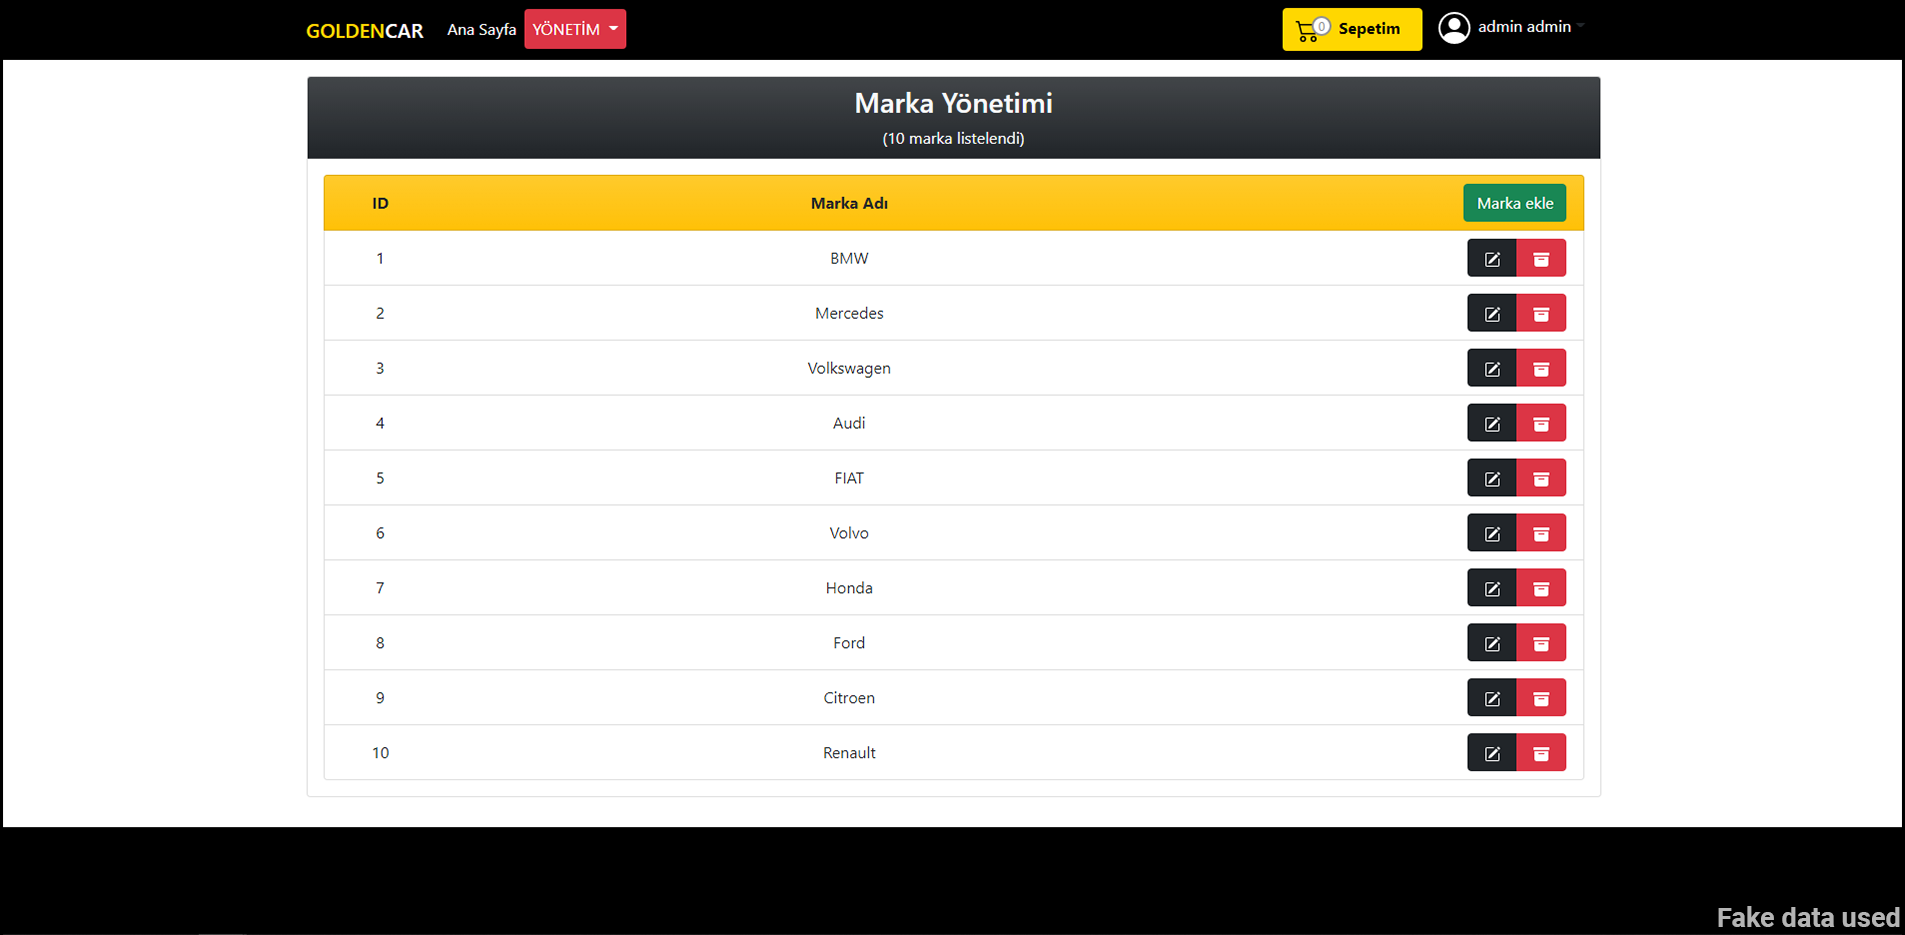 GOLDENCAR Ana Sayfa YÖNETİM 0 Sepetim admin admin
Marka Yönetimi
(10 marka listelendi)
ID Marka Adı Marka ekle
1 BMW
2 Mercedes
3 Volkswagen
4 Audi
5 FIAT
6 Volvo
7 Honda
8 Ford
9 Citroen
10 Renault
Fake data used